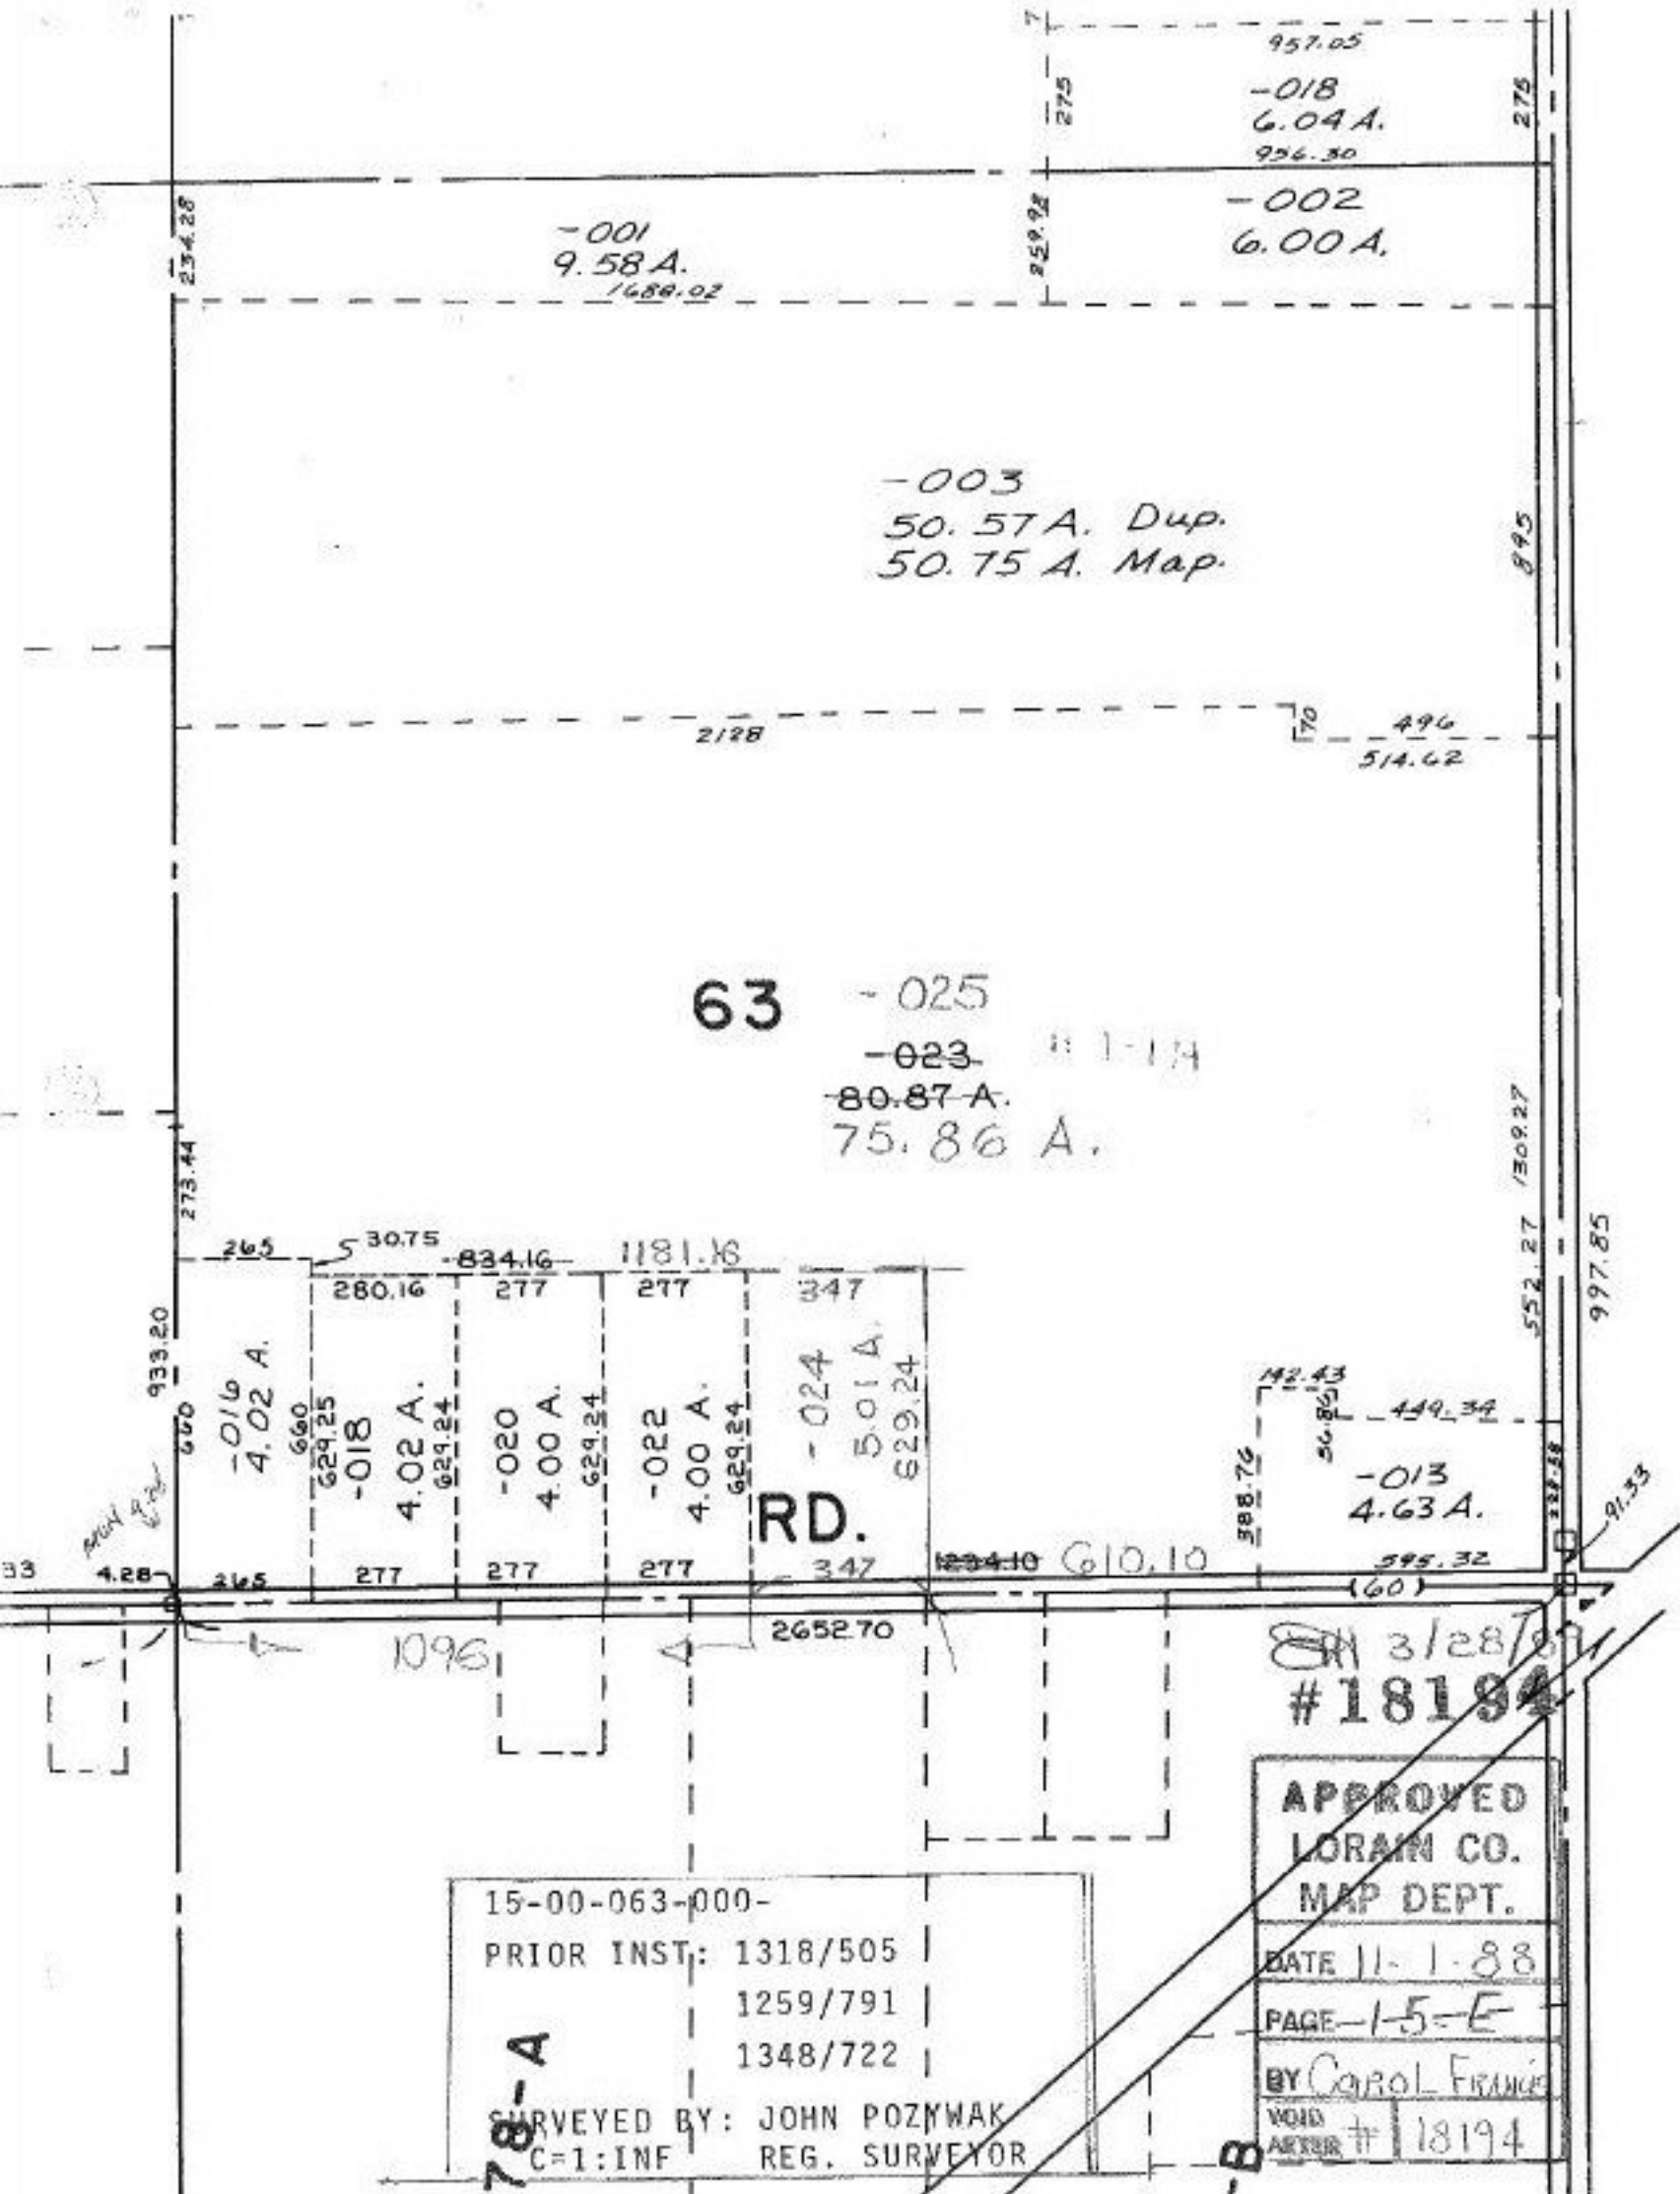 7
957.05
275
-018
6.04 A.
956.30
275
234.28
-001
9.58 A.
1688.02
259.98
-002
6.00 A.
-003
50.57 A. Dup.
50.75 A. Map.
895
2128
70
496
514.62
63
-025
-023
80.87 A.
75.86 A.
273.44
1309.27
552.27
997.85
265
30.75
834.16
1181.16
280.16
277
277
347
933.20
660
-016
4.02 A.
660
629.25
-018
4.02 A.
629.24
-020
4.00 A.
629.24
-022
4.00 A.
629.24
-024
5.01 A.
629.24
RD.
142.43
56.85
449.34
388.76
-013
4.63 A.
91.33
33
4.28
265
277
277
277
347
1234.10
610.10
595.32
(60)
1096
2652.70
3/28/
#18194
APPROVED
LORAIN CO.
MAP DEPT.
DATE 11-1-88
PAGE 15-E
BY CAROL FRANCIS
VOID
AFTER # 18194
15-00-063-000-
PRIOR INST: 1318/505
1259/791
1348/722
SURVEYED BY: JOHN POZYWAK
C=1:INF REG. SURVEYOR
78-A
-B